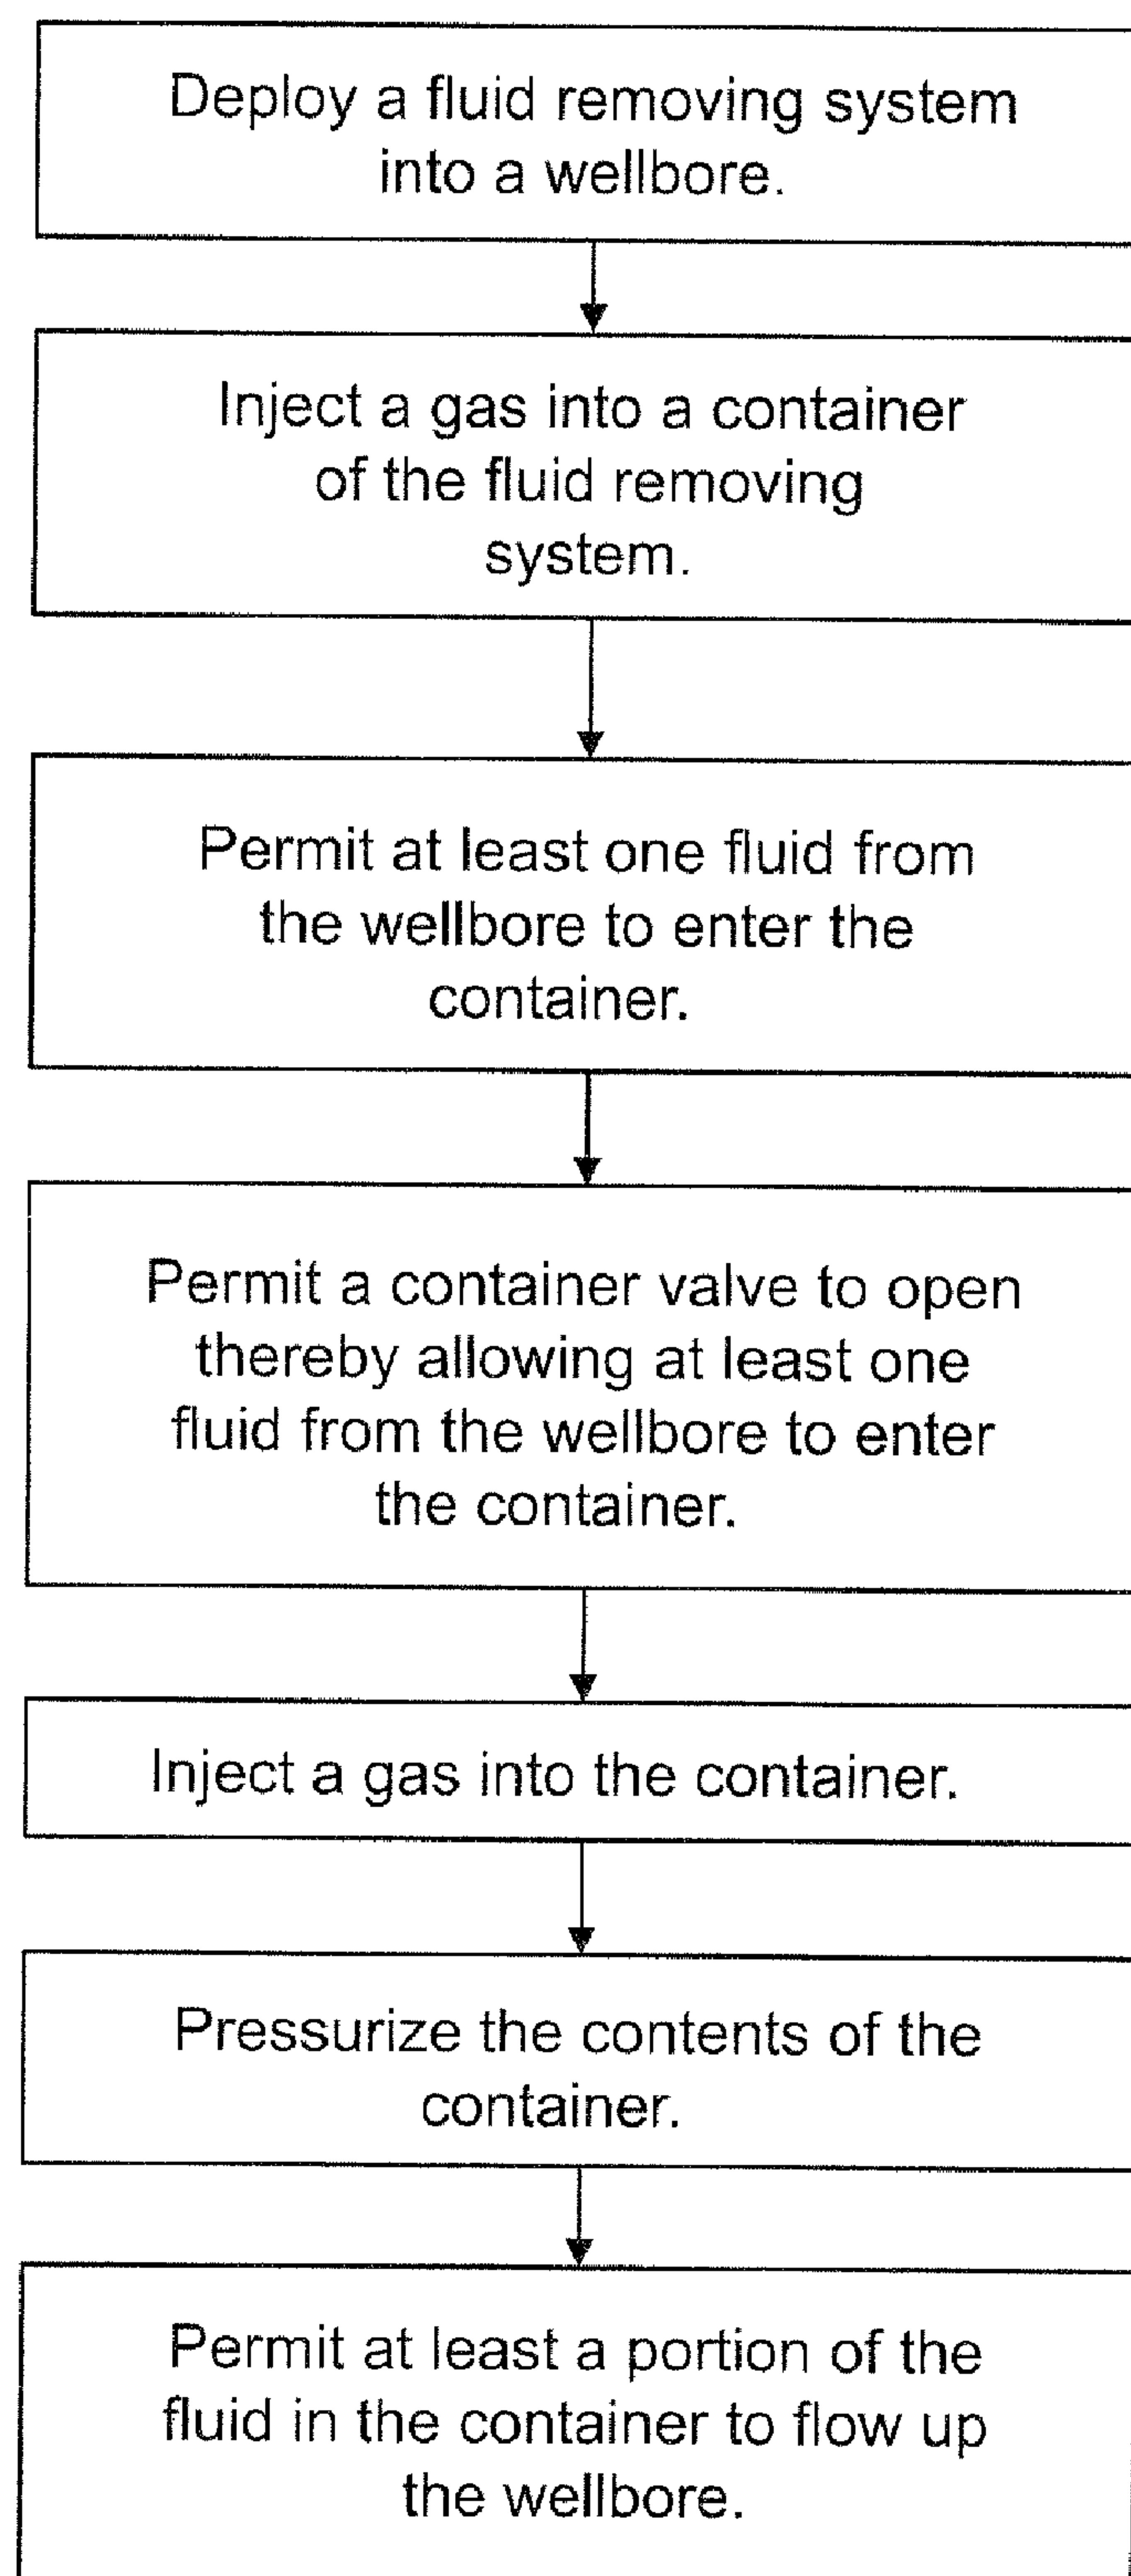 Deploy a fluid removing system
into a wellbore.
Inject a gas into a container
of the fluid removing
system.
Permit at least one fluid from
the wellbore to enter the
container.
Permit a container valve to open
thereby allowing at least one
fluid from the wellbore to enter
the container.
Inject a gas into the container.
Pressurize the contents of the
container.
Permit at least a portion of the
fluid in the container to flow up
the wellbore.